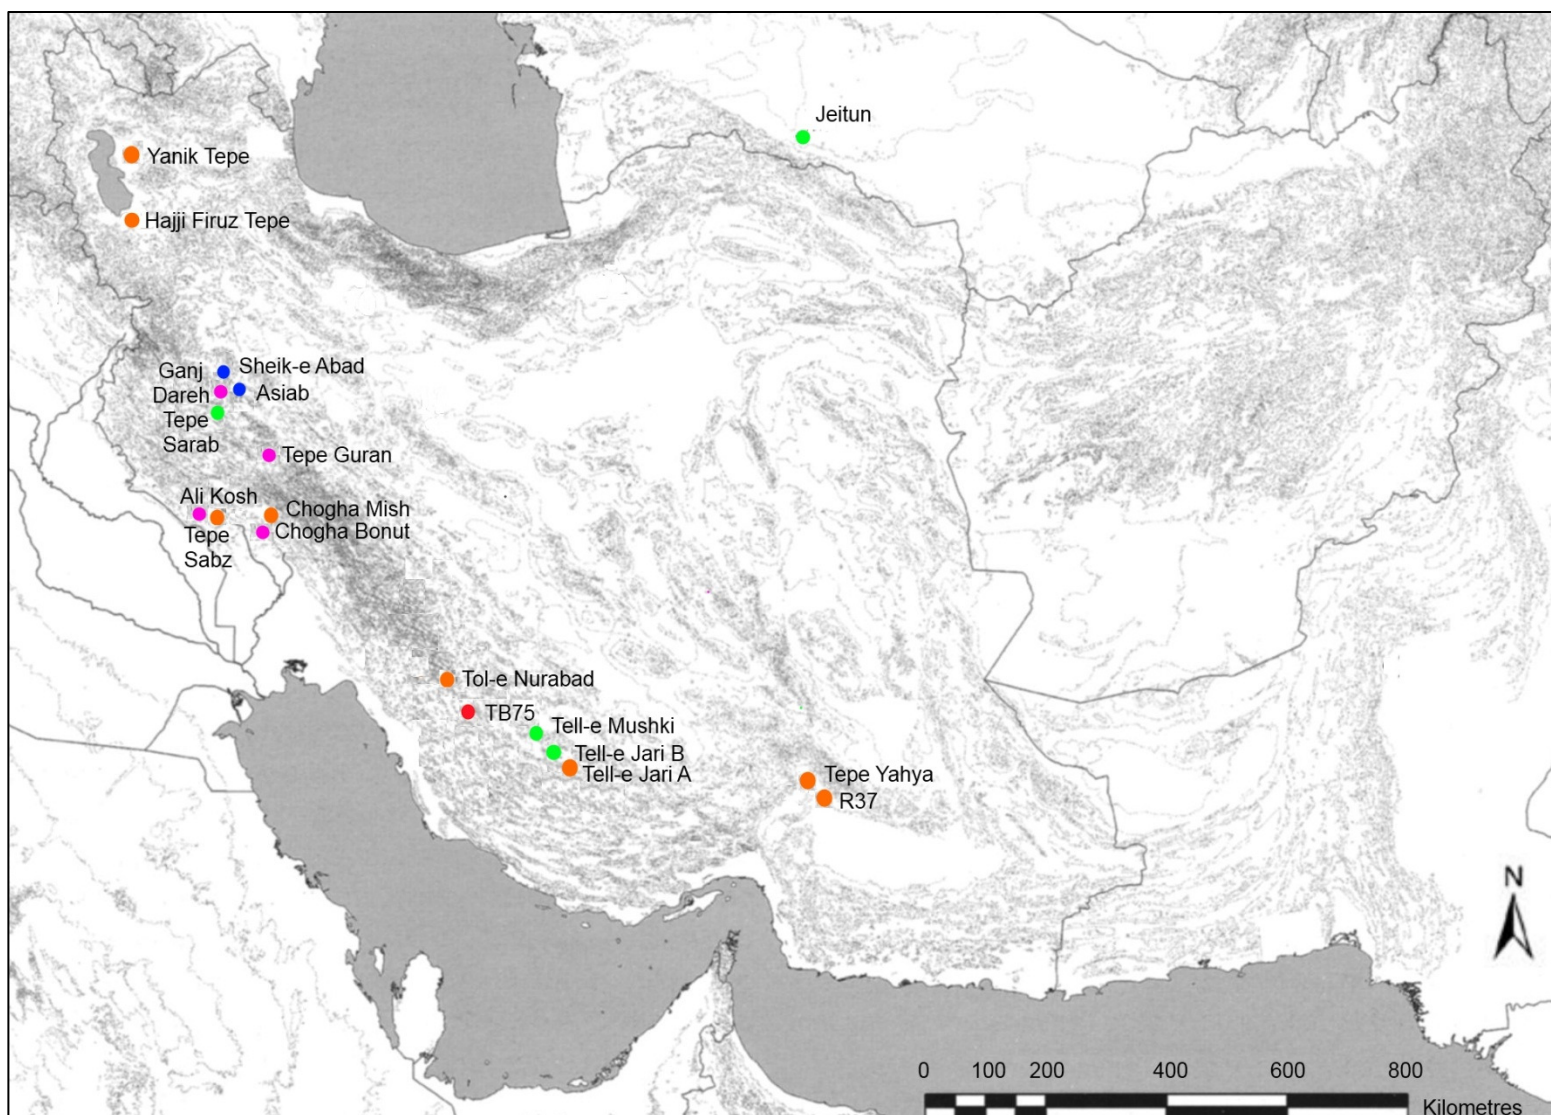 Jeitun
Yanik Tepe
Hajji Firuz Tepe
Ganj
Dareh
Sheik-e Abad
Asiab
Tepe
Sarab
Tepe Guran
Ali Kosh
Chogha Mish
Tepe
Sabz
Chogha Bonut
Tol-e Nurabad
TB75
Tell-e Mushki
Tell-e Jari B
Tell-e Jari A
Tepe Yahya
R37
N
0 100 200 400 600 800
Kilometres